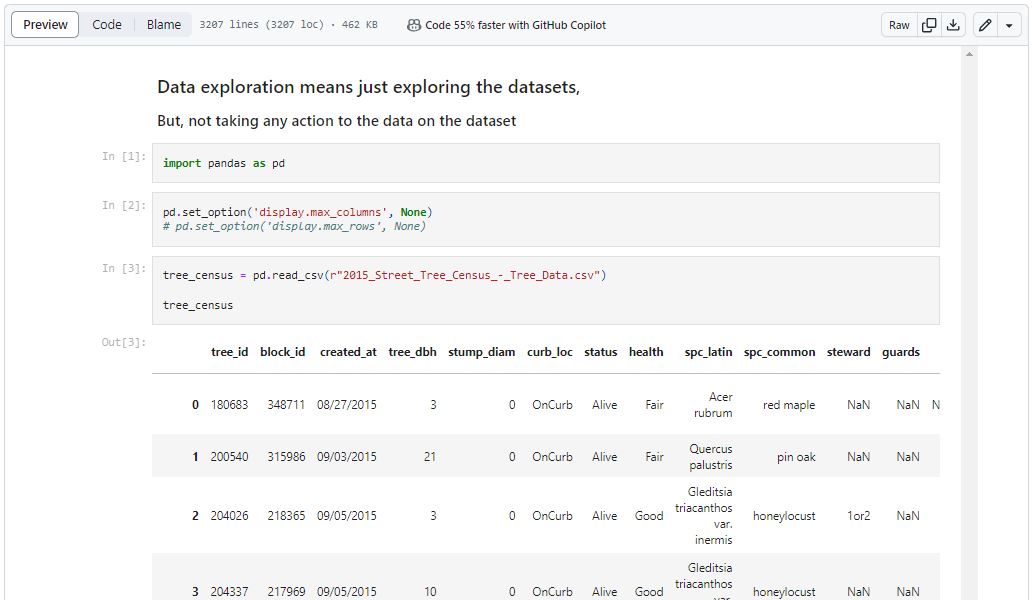 Preview Code Blame 3207 lines (3207 loc) · 462 KB Code 55% faster with GitHub Copilot Raw
Data exploration means just exploring the datasets,
But, not taking any action to the data on the dataset
In [1]: import pandas as pd
In [2]: pd.set_option('display.max_columns', None)
# pd.set_option('display.max_rows', None)
In [3]: tree_census = pd.read_csv(r"2015_Street_Tree_Census_-_Tree_Data.csv")
tree_census
Out[3]:
tree_id block_id created_at tree_dbh stump_diam curb_loc status health spc_latin spc_common steward guards
0 180683 348711 08/27/2015 3 0 OnCurb Alive Fair Acer rubrum red maple NaN NaN N
1 200540 315986 09/03/2015 21 0 OnCurb Alive Fair Quercus palustris pin oak NaN NaN
2 204026 218365 09/05/2015 3 0 OnCurb Alive Good Gleditsia triacanthos var. inermis honeylocust 1or2 NaN
3 204337 217969 09/05/2015 10 0 OnCurb Alive Good Gleditsia triacanthos var. honeylocust NaN NaN